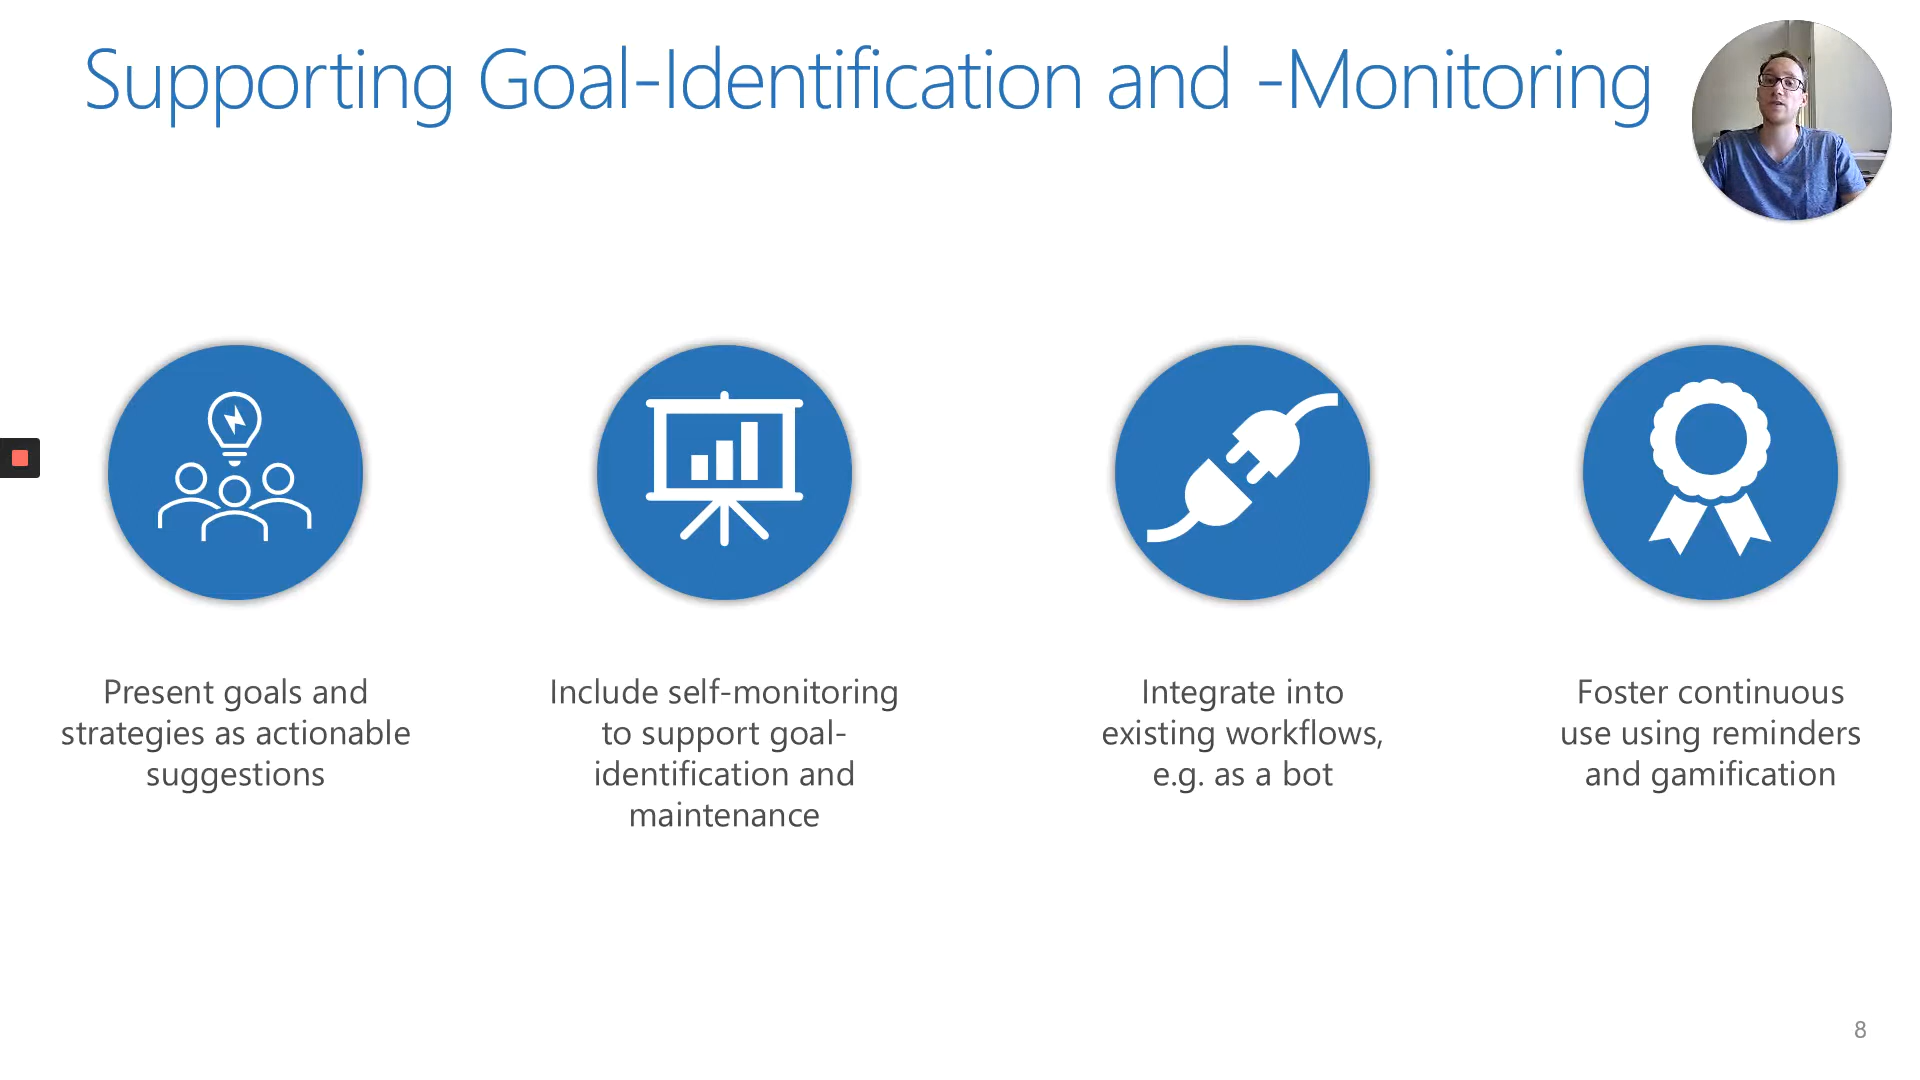 Supporting Goal-Identification and -Monitoring
Present goals and
strategies as actionable
suggestions
Include self-monitoring
to support goal-
identification and
maintenance
Integrate into
existing workflows,
e.g. as a bot
Foster continuous
use using reminders
and gamification
8